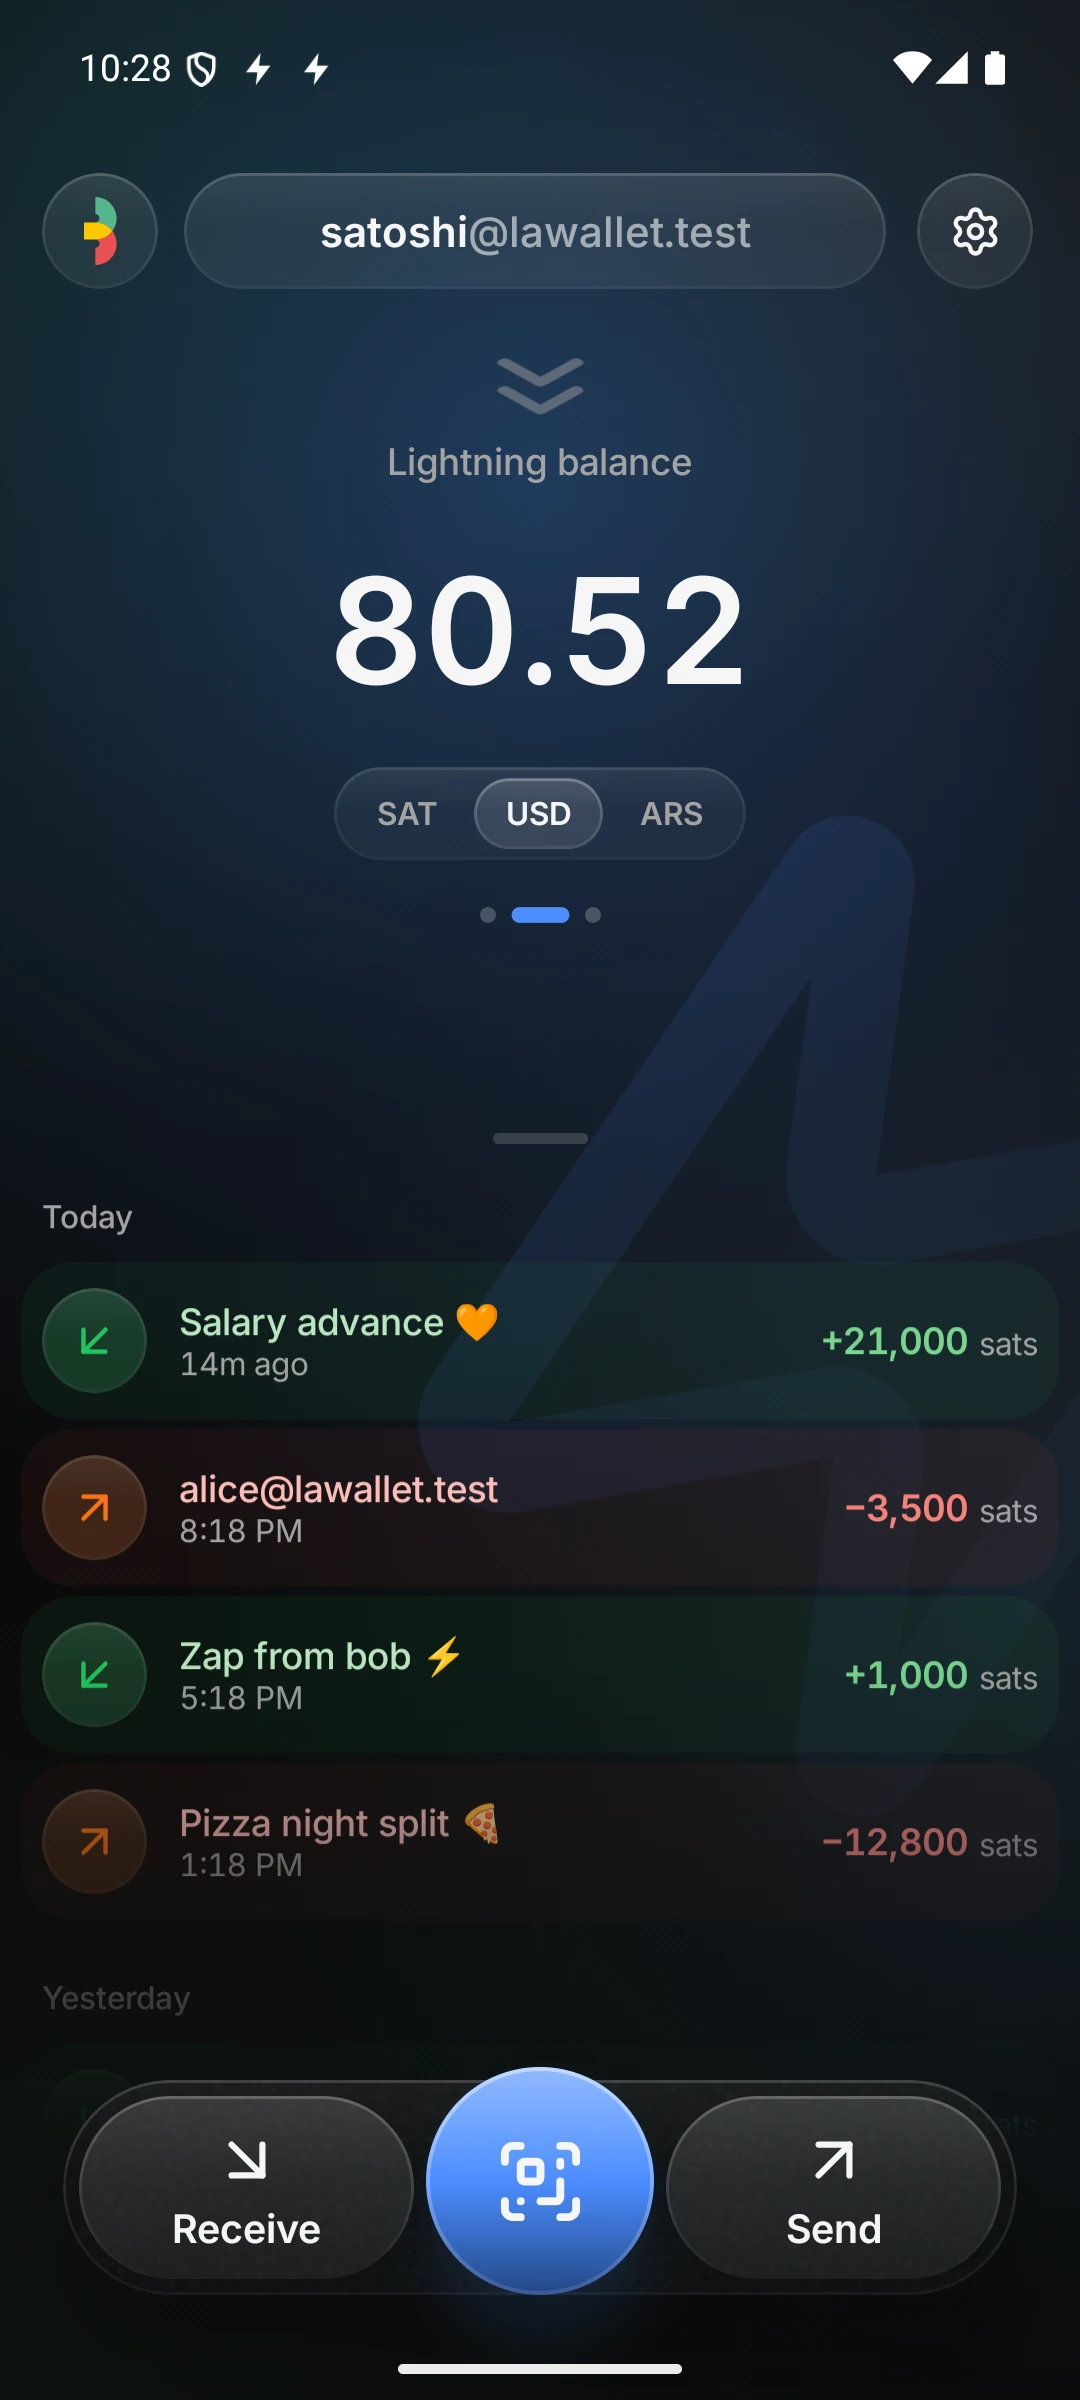 10:28
satoshi@lawallet.test
Lightning balance
80.52
SAT USD ARS
Today
Salary advance 🧡
14m ago
+21,000 sats
alice@lawallet.test
8:18 PM
−3,500 sats
Zap from bob ⚡
5:18 PM
+1,000 sats
Pizza night split 🍕
1:18 PM
−12,800 sats
Yesterday
Receive
Send